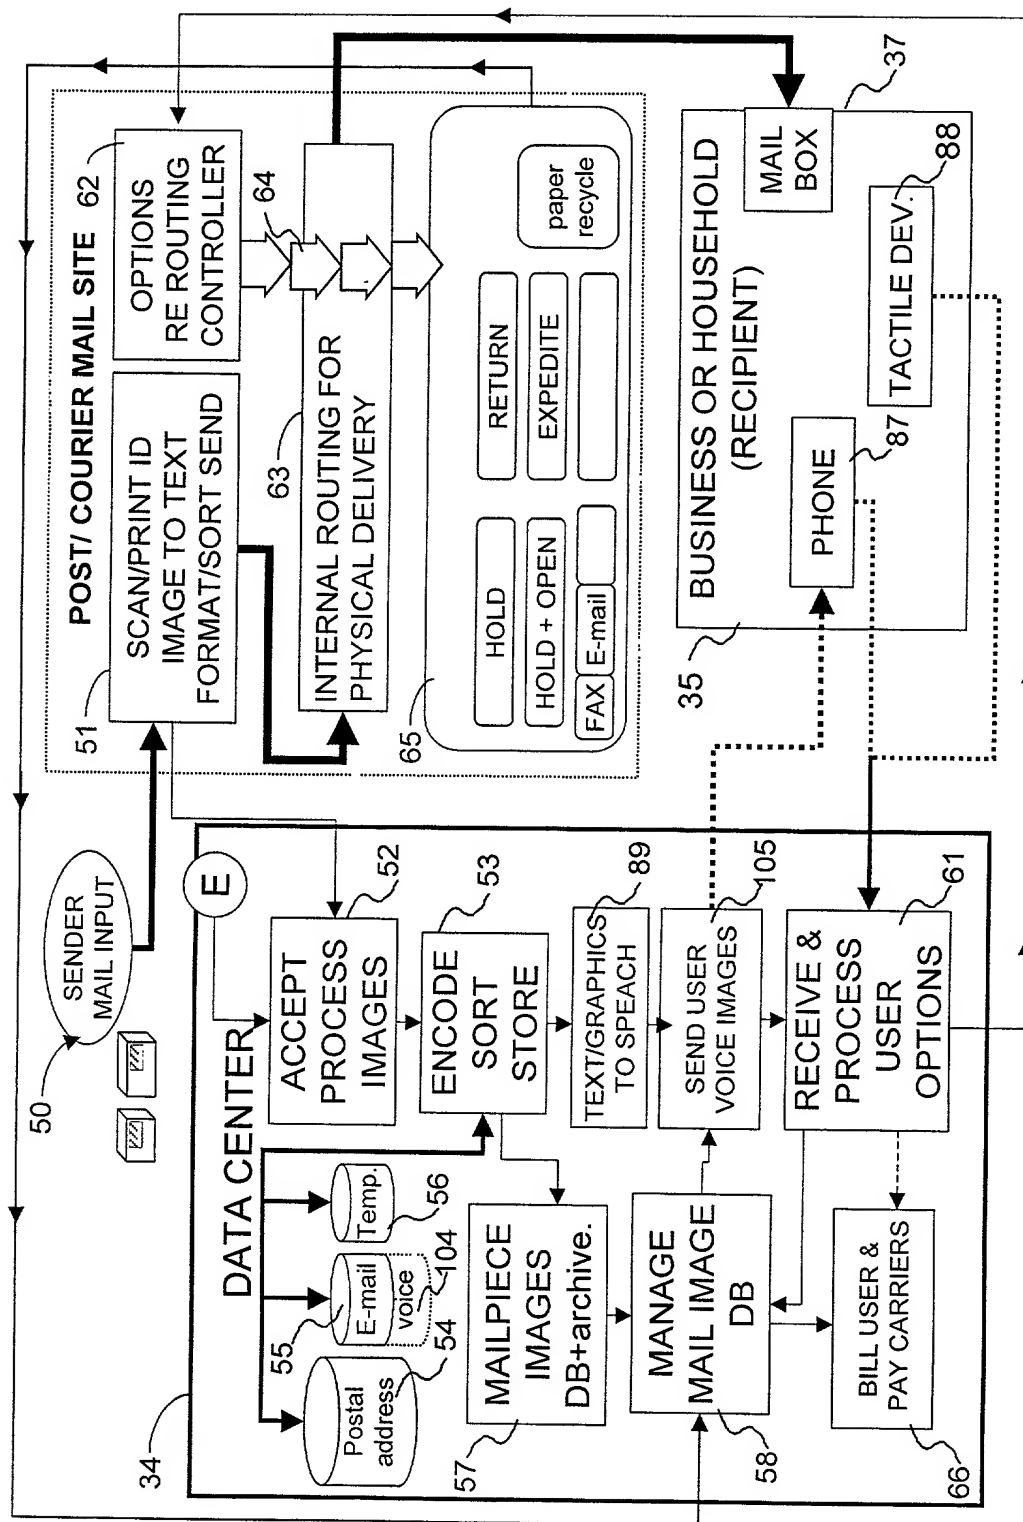 50
SENDER
MAIL INPUT
POST/ COURIER MAIL SITE
51
SCAN/PRINT ID
IMAGE TO TEXT
FORMAT/SORT SEND
62
OPTIONS
RE ROUTING
CONTROLLER
64
63
INTERNAL ROUTING FOR
PHYSICAL DELIVERY
65
HOLD
RETURN
HOLD + OPEN
EXPEDITE
FAX
E-mail
paper
recycle
34
DATA CENTER
E
Postal
address
54
55
E-mail
voice
104
Temp.
56
ACCEPT
PROCESS
IMAGES
52
ENCODE
SORT
STORE
53
57
MAILPIECE
IMAGES
DB+archive.
TEXT/GRAPHICS
TO SPEACH
89
58
MANAGE
MAIL IMAGE
DB
SEND USER
VOICE IMAGES
105
66
BILL USER &
PAY CARRIERS
RECEIVE &
PROCESS
USER
OPTIONS
61
35
BUSINESS OR HOUSEHOLD
(RECIPIENT)
MAIL
BOX
37
PHONE
87
TACTILE DEV.
88